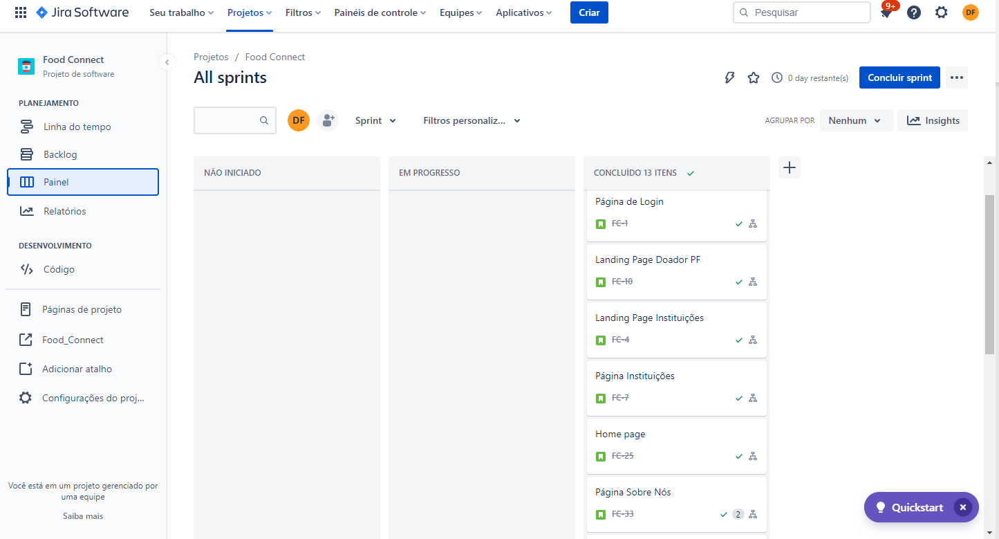 Jira Software
Seu trabalho
Projetos
Filtros
Painéis de controle
Equipes
Aplicativos
Criar
Pesquisar
9+
DF
Food Connect
Projeto de software
PLANEJAMENTO
Linha do tempo
Backlog
Painel
Relatórios
DESENVOLVIMENTO
Código
Páginas de projeto
Food_Connect
Adicionar atalho
Configurações do proj...
Você está em um projeto gerenciado por
uma equipe
Saiba mais
Projetos / Food Connect
All sprints
0 day restante(s)
Concluir sprint
DF
Sprint
Filtros personaliz...
AGRUPAR POR
Nenhum
Insights
NÃO INICIADO
EM PROGRESSO
CONCLUÍDO 13 ITENS
Página de Login
FC-1
Landing Page Doador PF
FC-10
Landing Page Instituições
FC-4
Página Instituições
FC-7
Home page
FC-25
Página Sobre Nós
FC-33
2
Quickstart